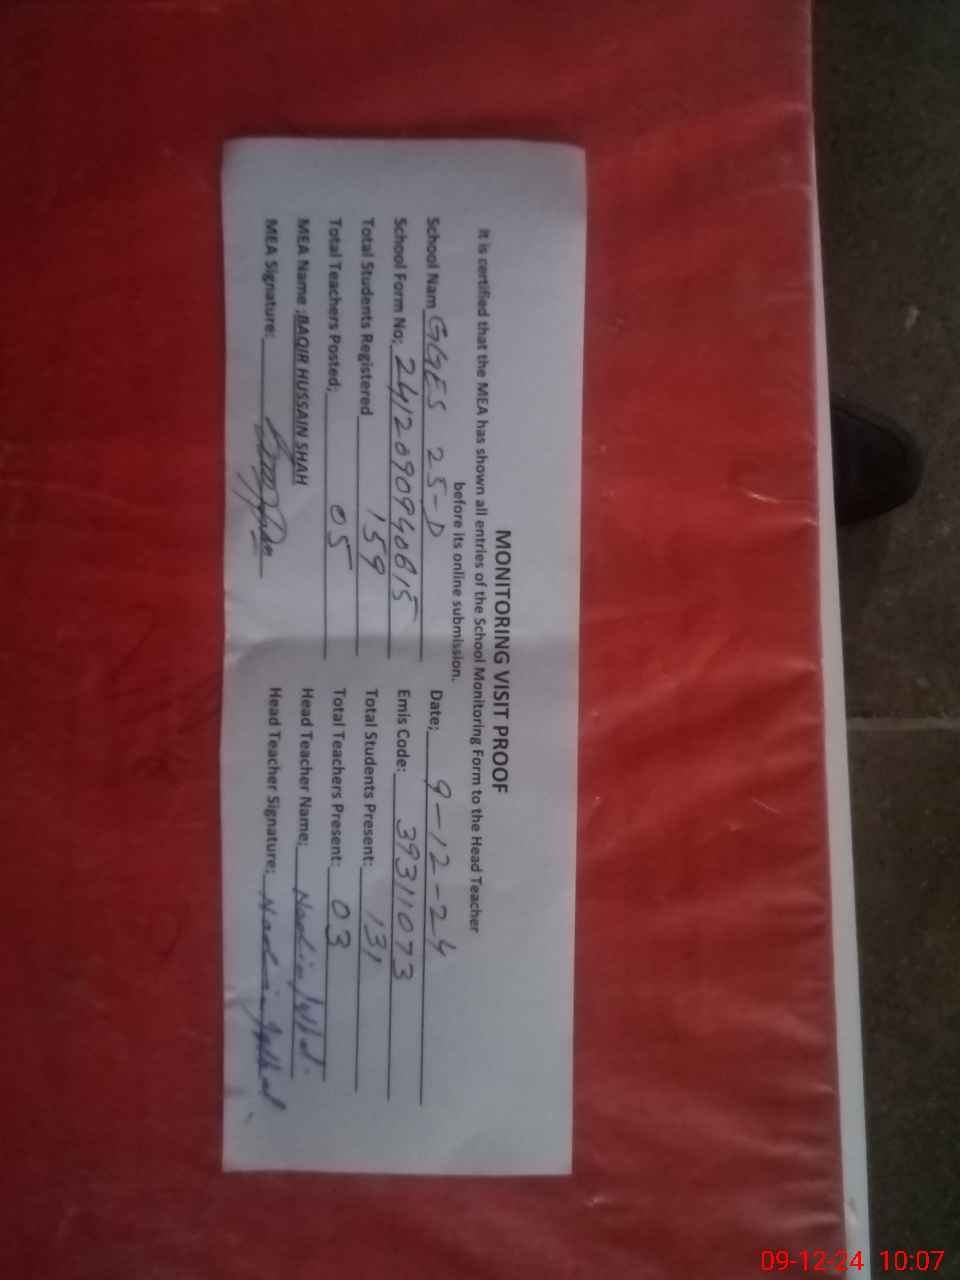 MONITORING VISIT PROOF
It is certified that the MEA has shown all entries of the School Monitoring Form to the Head Teacher
before its online submission.
School Nam GGES 25-D Date; 9-12-24
School Form No; 2412090940815 Emis Code: 39311073
Total Students Registered 159 Total Students Present: 131
Total Teachers Posted; 05 Total Teachers Present: 03
MEA Name : BAQIR HUSSAIN SHAH Head Teacher Name;
MEA Signature: Head Teacher Signature;
09-12-24 10:07